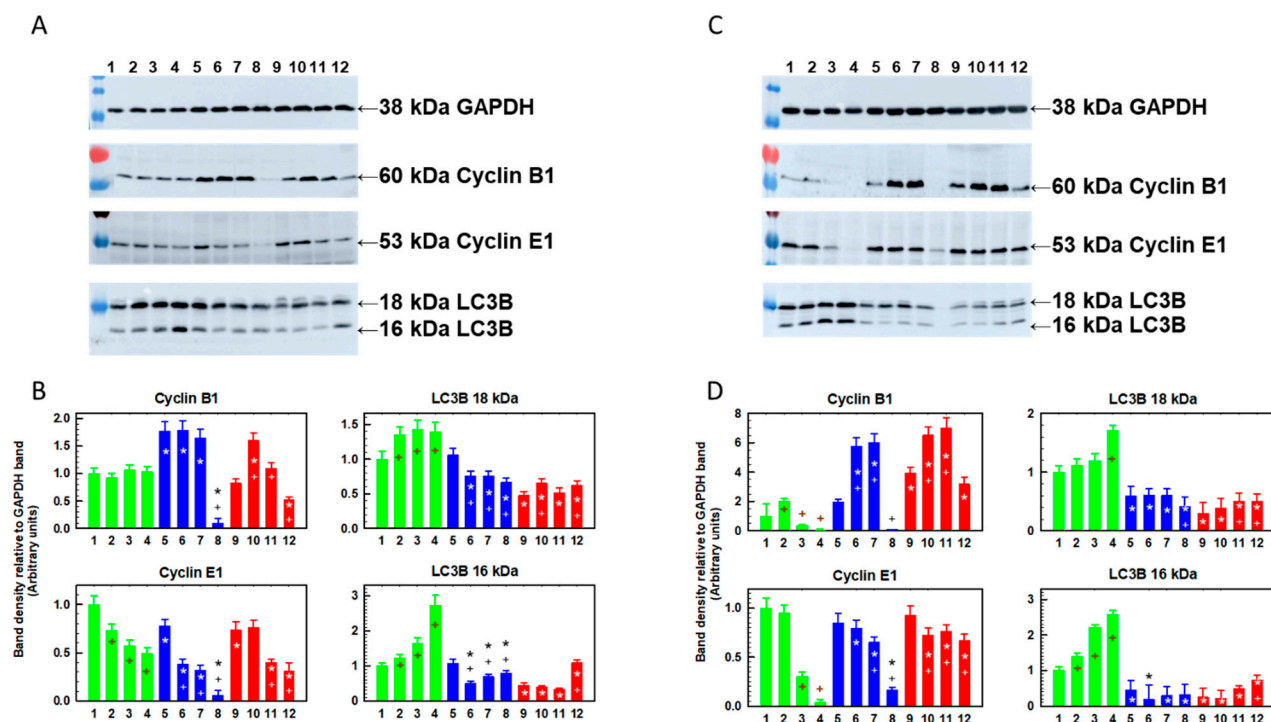 A
1 2 3 4 5 6 7 8 9 10 11 12
←38 kDa GAPDH
←60 kDa Cyclin B1
←53 kDa Cyclin E1
←18 kDa LC3B
←16 kDa LC3B
C
1 2 3 4 5 6 7 8 9 10 11 12
←38 kDa GAPDH
←60 kDa Cyclin B1
←53 kDa Cyclin E1
←18 kDa LC3B
←16 kDa LC3B
B
Band density relative to GAPDH band
(Arbitrary units)
Cyclin B1
2.0
1.5
1.0
0.5
0.0
1 2 3 4 5 6 7 8 9 10 11 12
LC3B 18 kDa
1.5
1.0
0.5
0.0
1 2 3 4 5 6 7 8 9 10 11 12
Cyclin E1
1.0
0.5
0.0
1 2 3 4 5 6 7 8 9 10 11 12
LC3B 16 kDa
3
2
1
0
1 2 3 4 5 6 7 8 9 10 11 12
D
Band density relative to GAPDH band
(Arbitrary units)
Cyclin B1
8
6
4
2
0
1 2 3 4 5 6 7 8 9 10 11 12
LC3B 18 kDa
2
1
0
1 2 3 4 5 6 7 8 9 10 11 12
Cyclin E1
1.0
0.5
0.0
1 2 3 4 5 6 7 8 9 10 11 12
LC3B 16 kDa
3
2
1
0
1 2 3 4 5 6 7 8 9 10 11 12